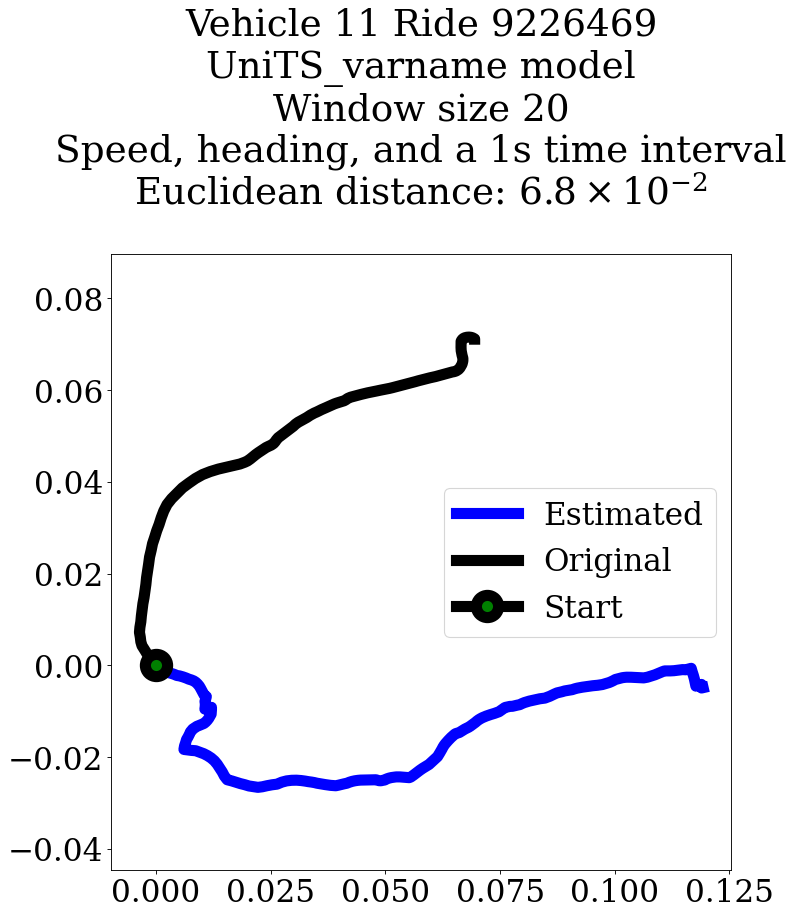 Vehicle 11 Ride 9226469
UniTS_varname model
Window size 20
Speed, heading, and a 1s time interval
Euclidean distance: 6.8 × 10⁻²
0.08
0.06
0.04
0.02
0.00
−0.02
−0.04
Estimated
Original
Start
0.000 0.025 0.050 0.075 0.100 0.125